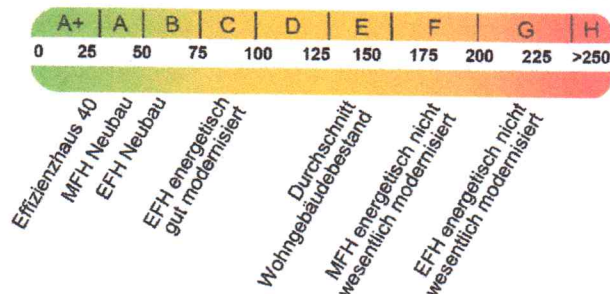 A+ A B C D E F G H
0 25 50 75 100 125 150 175 200 225 >250
Effizienzhaus 40
MFH Neubau
EFH Neubau
EFH energetisch
gut modernisiert
Durchschnitt
Wohngebäudebestand
MFH energetisch nicht
wesentlich modernisiert
EFH energetisch nicht
wesentlich modernisiert